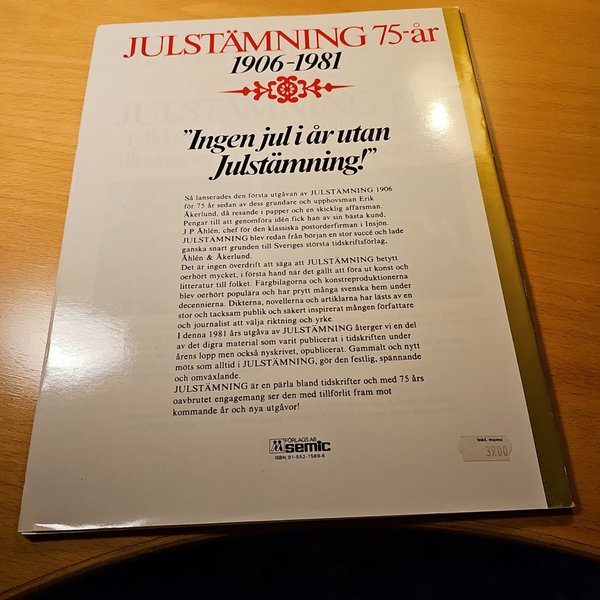 JULSTÄMNING 75-år
1906-1981
"Ingen jul i år utan
Julstämning!"
Så lanserades den första utgåvan av JULSTÄMNING 1906
för 75 år sedan av dess grundare och upphovsman Erik
Åkerlund, då resande i papper och en skicklig affärsman.
Pengar till att genomföra idén fick han av sin bästa kund,
J P Åhlén, chef för den klassiska postorderfirman i Insjön.
JULSTÄMNING blev redan från början en stor succé och lade
ganska snart grunden till Sveriges största tidskriftsförlag,
Åhlén & Åkerlund.
Det är ingen överdrift att säga att JULSTÄMNING betytt
oerhört mycket, i första hand när det gällt att föra ut konst och
litteratur till folket. Färgbilagorna och konstreproduktionerna
blev oerhört populära och har prytt många svenska hem under
decennierna. Dikterna, novellerna och artiklarna har lästs av en
stor och tacksam publik och säkert inspirerat mången författare
och journalist att välja riktning och yrke.
I denna 1981 års utgåva av JULSTÄMNING återger vi en del
av det digra material som varit publicerat i tidskriften under
årens lopp men också nyskrivet, opublicerat. Gammalt och nytt
möts som alltid i JULSTÄMNING, gör den festlig, spännande
och omväxlande.
JULSTÄMNING är en pärla bland tidskrifter och med 75 års
oavbrutet engagemang ser den med tillförlit fram mot
kommande år och nya utgåvor!
FÖRLAGS AB
semic
ISBN 91-552-1569-6
Inkl. moms